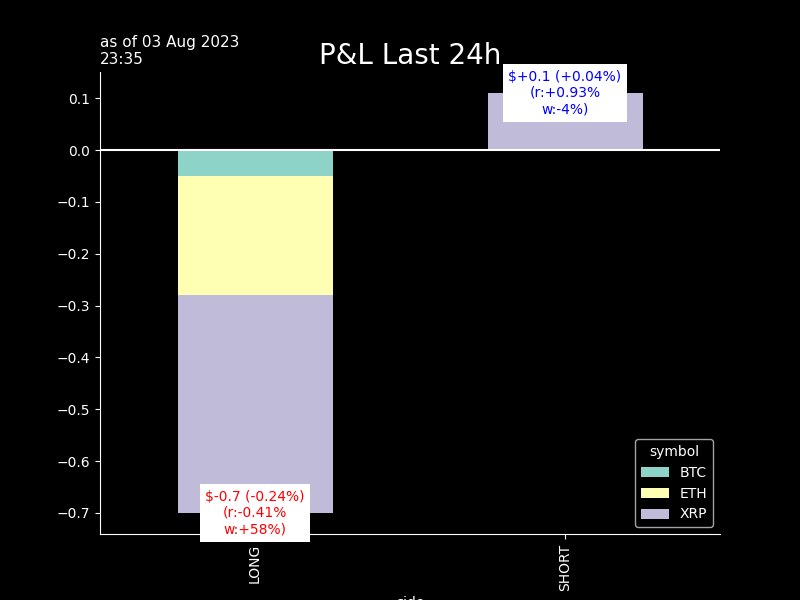 as of 03 Aug 2023
23:35
P&L Last 24h
$+0.1 (+0.04%)
(r:+0.93%
w:-4%)
0.1
0.0
−0.1
−0.2
−0.3
−0.4
−0.5
−0.6
−0.7
$-0.7 (-0.24%)
(r:-0.41%
w:+58%)
symbol
BTC
ETH
XRP
LONG
SHORT
side